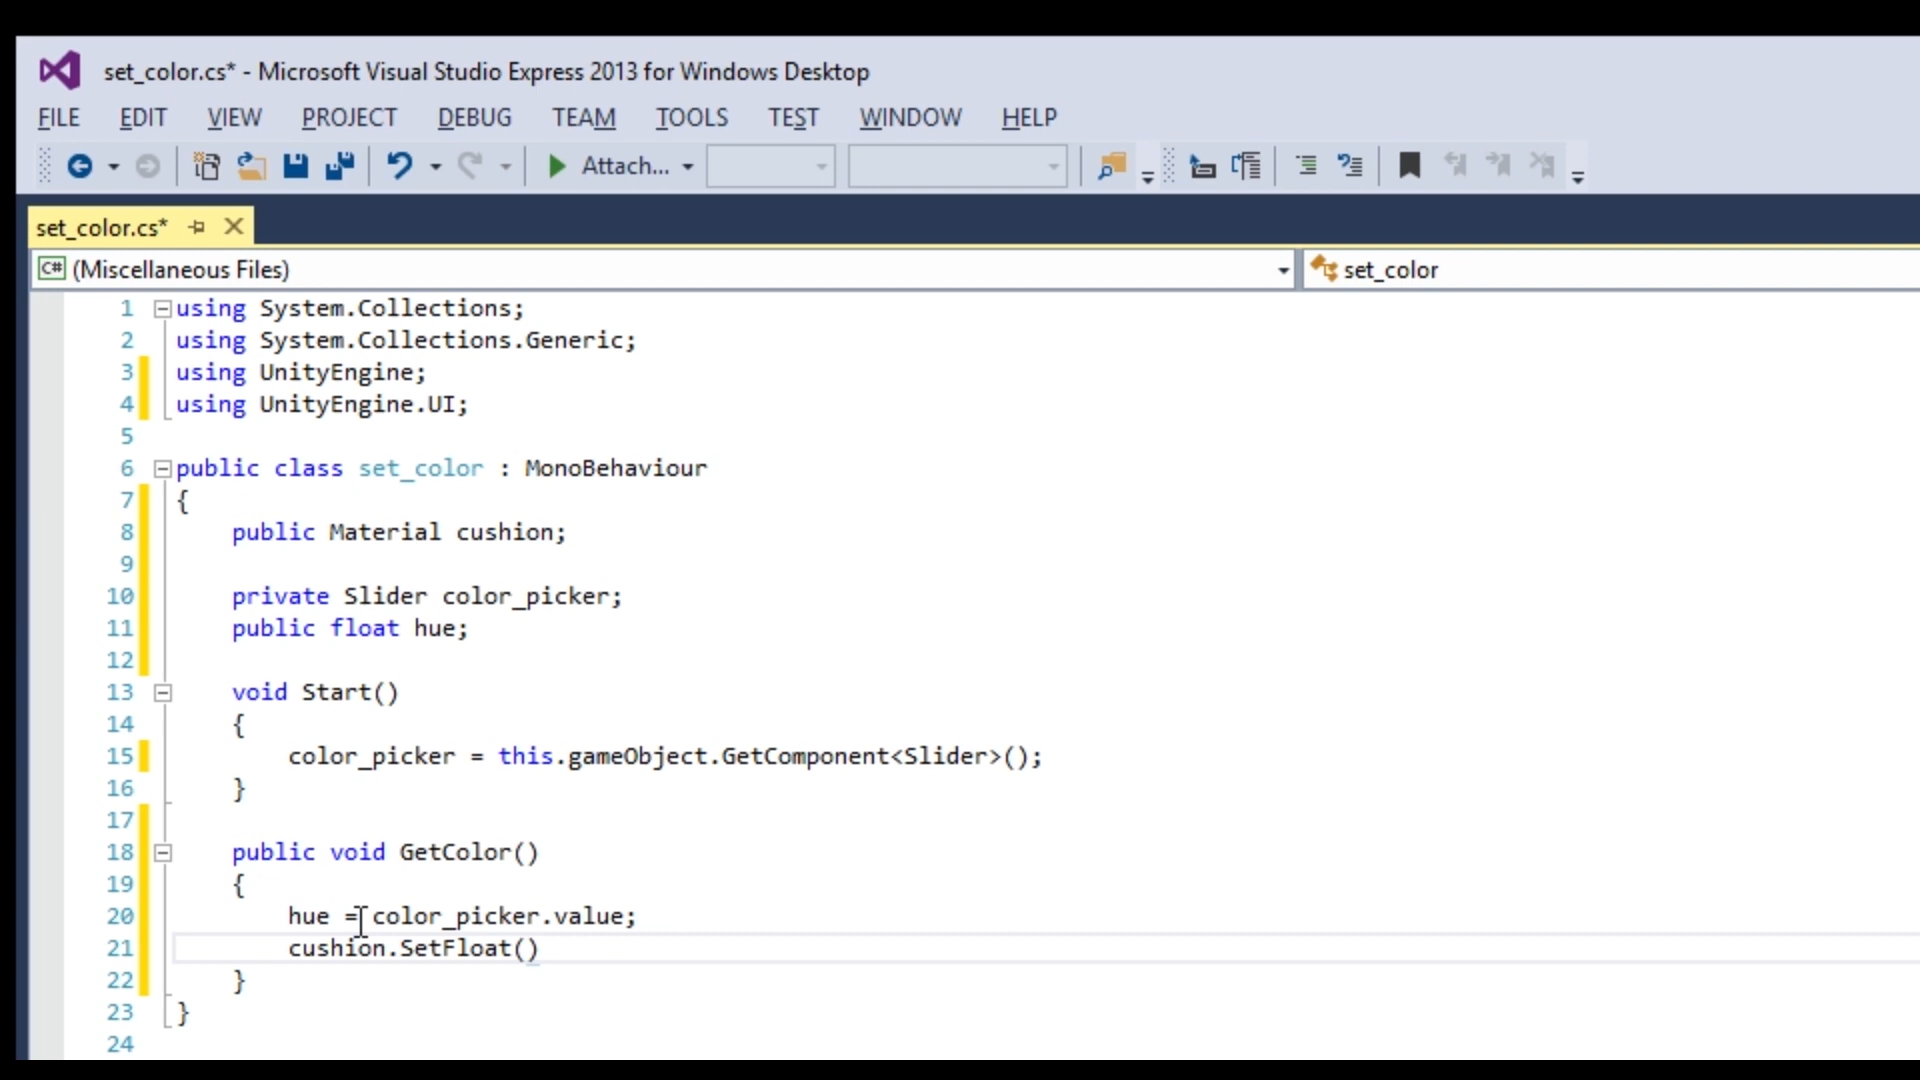 set_color.cs* - Microsoft Visual Studio Express 2013 for Windows Desktop
FILE EDIT VIEW PROJECT DEBUG TEAM TOOLS TEST WINDOW HELP
Attach...
set_color.cs*
C# (Miscellaneous Files) set_color
1 using System.Collections;
2 using System.Collections.Generic;
3 using UnityEngine;
4 using UnityEngine.UI;
5
6 public class set_color : MonoBehaviour
7 {
8 public Material cushion;
9
10 private Slider color_picker;
11 public float hue;
12
13 void Start()
14 {
15 color_picker = this.gameObject.GetComponent<Slider>();
16 }
17
18 public void GetColor()
19 {
20 hue = color_picker.value;
21 cushion.SetFloat()
22 }
23 }
24